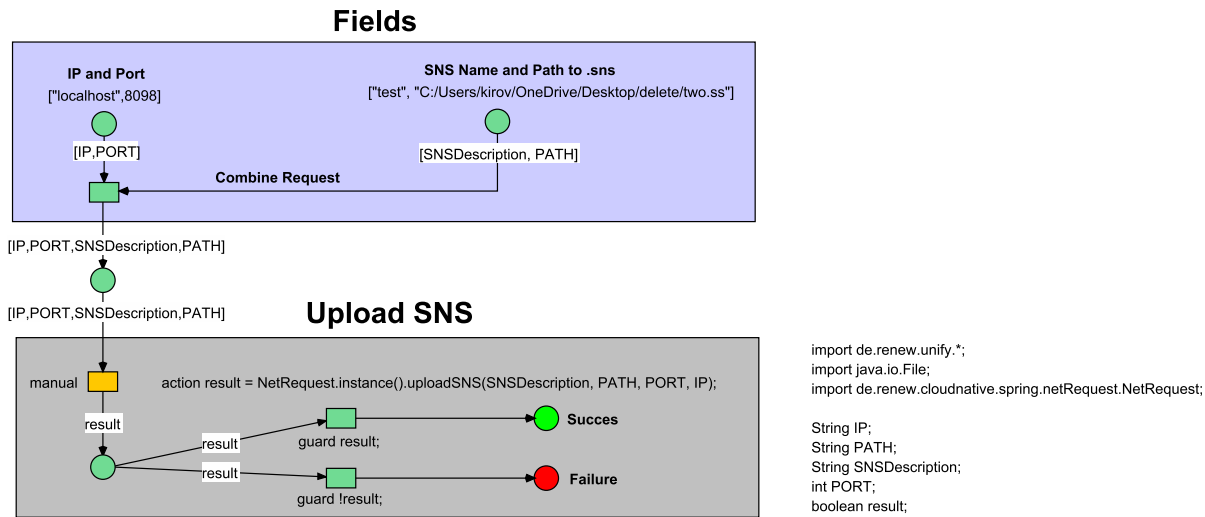 Fields
IP and Port
["localhost",8098]
SNS Name and Path to .sns
["test", "C:/Users/kirov/OneDrive/Desktop/delete/two.ss"]
[IP,PORT]
[SNSDescription, PATH]
Combine Request
[IP,PORT,SNSDescription,PATH]
[IP,PORT,SNSDescription,PATH]
Upload SNS
manual
action result = NetRequest.instance().uploadSNS(SNSDescription, PATH, PORT, IP);
result
result
guard result;
Succes
result
guard !result;
Failure
import de.renew.unify.*;
import java.io.File;
import de.renew.cloudnative.spring.netRequest.NetRequest;
String IP;
String PATH;
String SNSDescription;
int PORT;
boolean result;